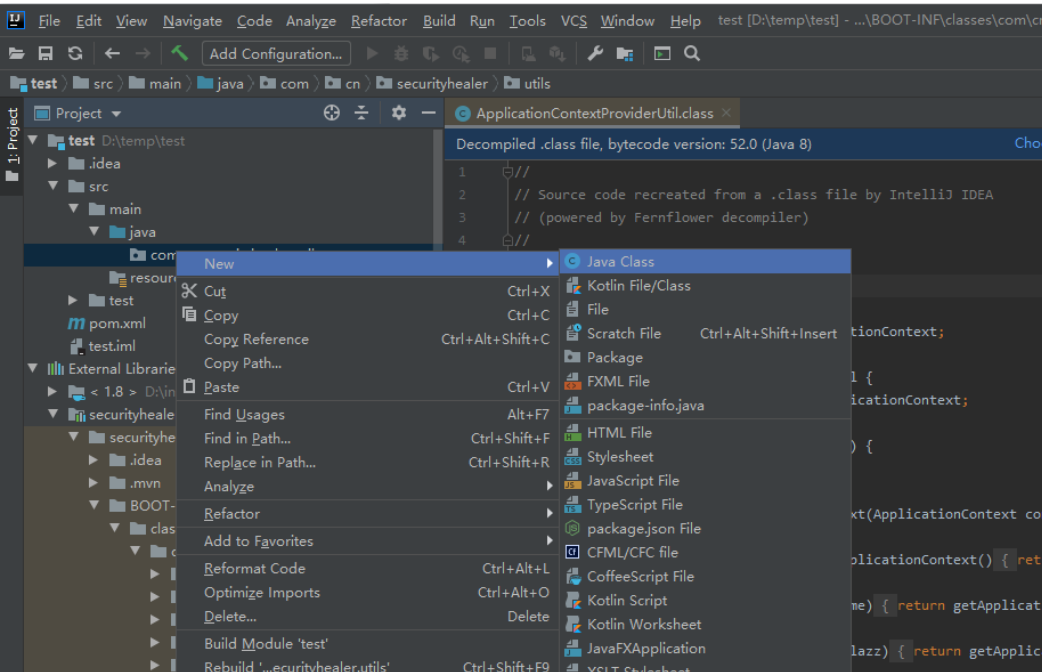 File Edit View Navigate Code Analyze Refactor Build Run Tools VCS Window Help test [D:\temp\test] - ...\BOOT-INF\classes\com\cn
Add Configuration...
test src main java com cn securityhealer utils
1: Project
Project
ApplicationContextProviderUtil.class
test D:\temp\test
.idea
src
main
java
com
resour
test
pom.xml
test.iml
External Librarie
< 1.8 > D:\in
securityheale
securityhe
.idea
.mvn
BOOT-
clas
Decompiled .class file, bytecode version: 52.0 (Java 8) Cho
1 //
2 // Source code recreated from a .class file by IntelliJ IDEA
3 // (powered by Fernflower decompiler)
4 //
New
Cut Ctrl+X
Copy Ctrl+C
Copy Reference Ctrl+Alt+Shift+C
Copy Path...
Paste Ctrl+V
Find Usages Alt+F7
Find in Path... Ctrl+Shift+F
Replace in Path... Ctrl+Shift+R
Analyze
Refactor
Add to Favorites
Reformat Code Ctrl+Alt+L
Optimize Imports Ctrl+Alt+O
Delete... Delete
Build Module 'test'
Rebuild '...ecurityhealer.utils' Ctrl+Shift+F9
Java Class
Kotlin File/Class
File
Scratch File Ctrl+Alt+Shift+Insert
Package
FXML File
package-info.java
HTML File
Stylesheet
JavaScript File
TypeScript File
package.json File
CFML/CFC file
CoffeeScript File
Kotlin Script
Kotlin Worksheet
JavaFXApplication
XSLT Stylesheet
tionContext;
l {
icationContext;
) {
xt(ApplicationContext co
plicationContext() { ret
me) { return getApplicat
lazz) { return getApplic